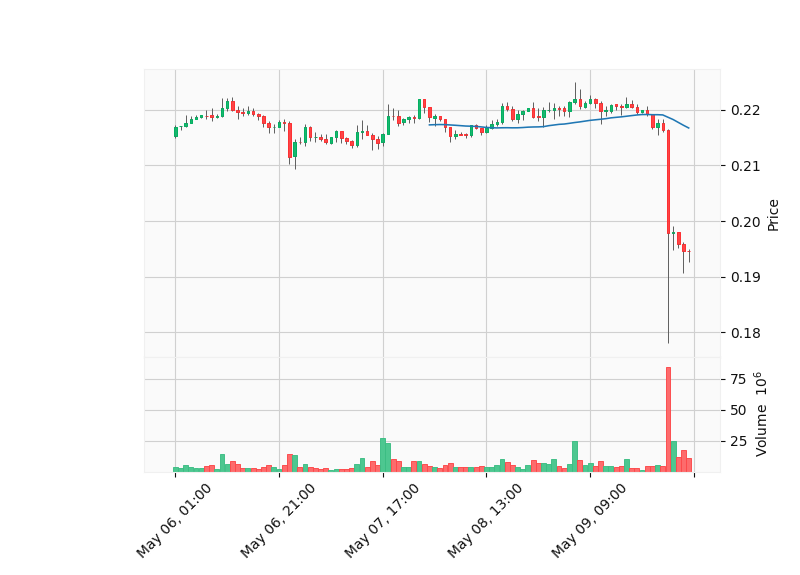 0.22
0.21
0.20
0.19
0.18
Price
75
50
25
Volume 10^6
May 06, 01:00
May 06, 21:00
May 07, 17:00
May 08, 13:00
May 09, 09:00